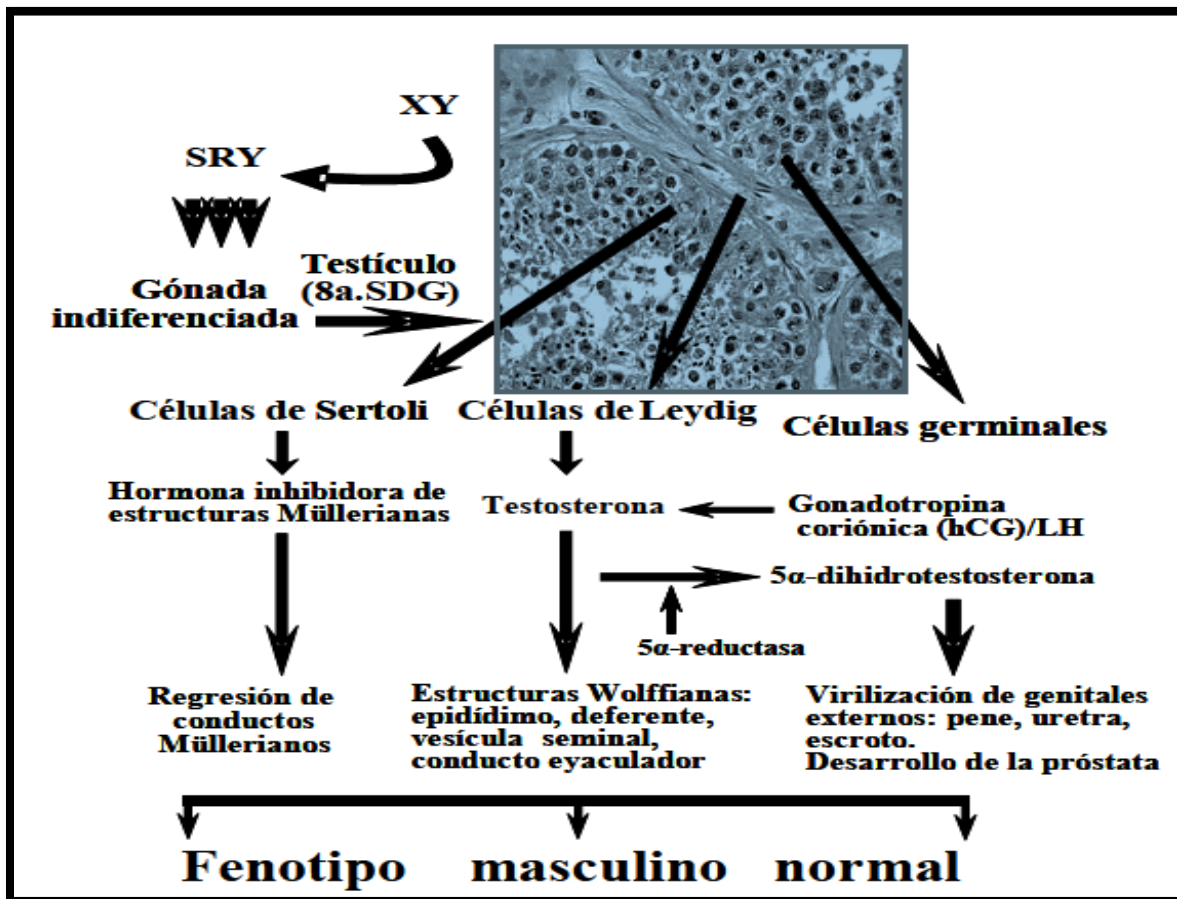 XY
SRY
Testículo
(8a.SDG)
Gónada
indiferenciada
Células de Sertoli
Células de Leydig
Células germinales
Hormona inhibidora de
estructuras Müllerianas
Testosterona
Gonadotropina
coriónica (hCG)/LH
5α-dihidrotestosterona
5α-reductasa
Regresión de
conductos
Müllerianos
Estructuras Wolffianas:
epidídimo, deferente,
vesícula seminal,
conducto eyaculador
Virilización de genitales
externos: pene, uretra,
escroto.
Desarrollo de la próstata
Fenotipo masculino normal